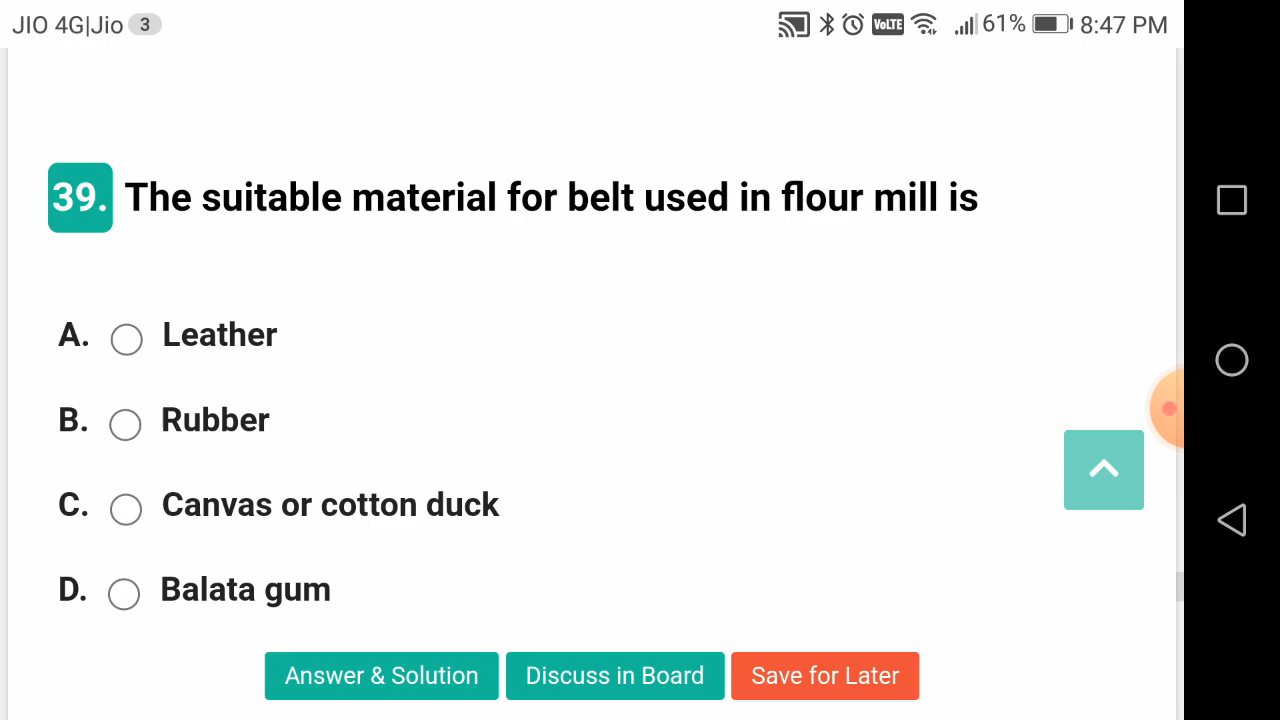 JIO 4G|Jio 3 VoLTE 61% 8:47 PM
39. The suitable material for belt used in flour mill is
A. Leather
B. Rubber
C. Canvas or cotton duck
D. Balata gum
Answer & Solution Discuss in Board Save for Later